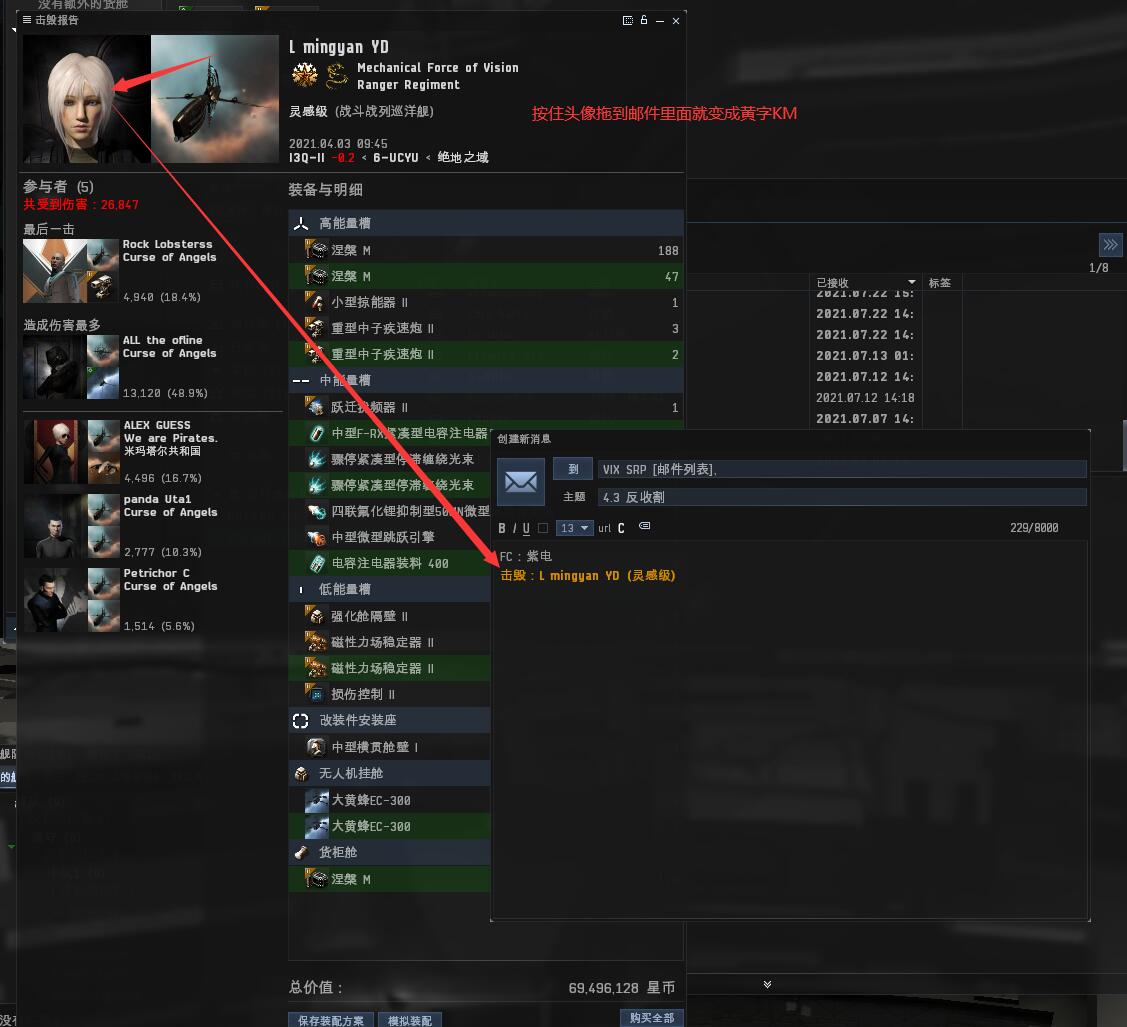 没有额外的货舱
击毁报告
L mingyan YD
Mechanical Force of Vision
Ranger Regiment
灵感级 (战斗战列巡洋舰)
按住头像拖到邮件里面就变成黄字KM
2021.04.03 09:45
I3Q-II -0.2 < 6-UCYU < 绝地之域
参与者 (5)
共受到伤害：26,847
最后一击
Rock Lobsterss
Curse of Angels
4,940 (18.4%)
造成伤害最多
ALL the ofline
Curse of Angels
13,120 (48.9%)
ALEX GUESS
We are Pirates.
米玛塔尔共和国
4,496 (16.7%)
panda Uta1
Curse of Angels
2,777 (10.3%)
Petrichor C
Curse of Angels
1,514 (5.6%)
装备与明细
高能量槽
涅槃 M 188
涅槃 M 47
小型掠能器 II 1
重型中子疾速炮 II 3
重型中子疾速炮 II 2
中能量槽
跃迁扰频器 II 1
中型F-RX紧凑型电容注电器
骤停紧凑型停滞缠绕光束
骤停紧凑型停滞缠绕光束
四联氟化锂抑制型50MN微型
中型微型跳跃引擎
电容注电器装料 400
低能量槽
强化舱隔壁 II
磁性力场稳定器 II
磁性力场稳定器 II
损伤控制 II
改装件安装座
中型横贯舱壁 I
无人机挂舱
大黄蜂EC-300
大黄蜂EC-300
货柜舱
涅槃 M
总价值： 69,496,128 星币
保存装配方案 模拟装配 购买全部
1/8
已接收 标签
2021.07.22 15:
2021.07.22 14:
2021.07.22 14:
2021.07.13 01:
2021.07.12 14:
2021.07.12 14:18
2021.07.07 14:
创建新消息
到 VIX SRP [邮件列表],
主题 4.3 反收割
B I U 13 url C 229/8000
FC：紫电
击毁：L mingyan YD (灵感级)